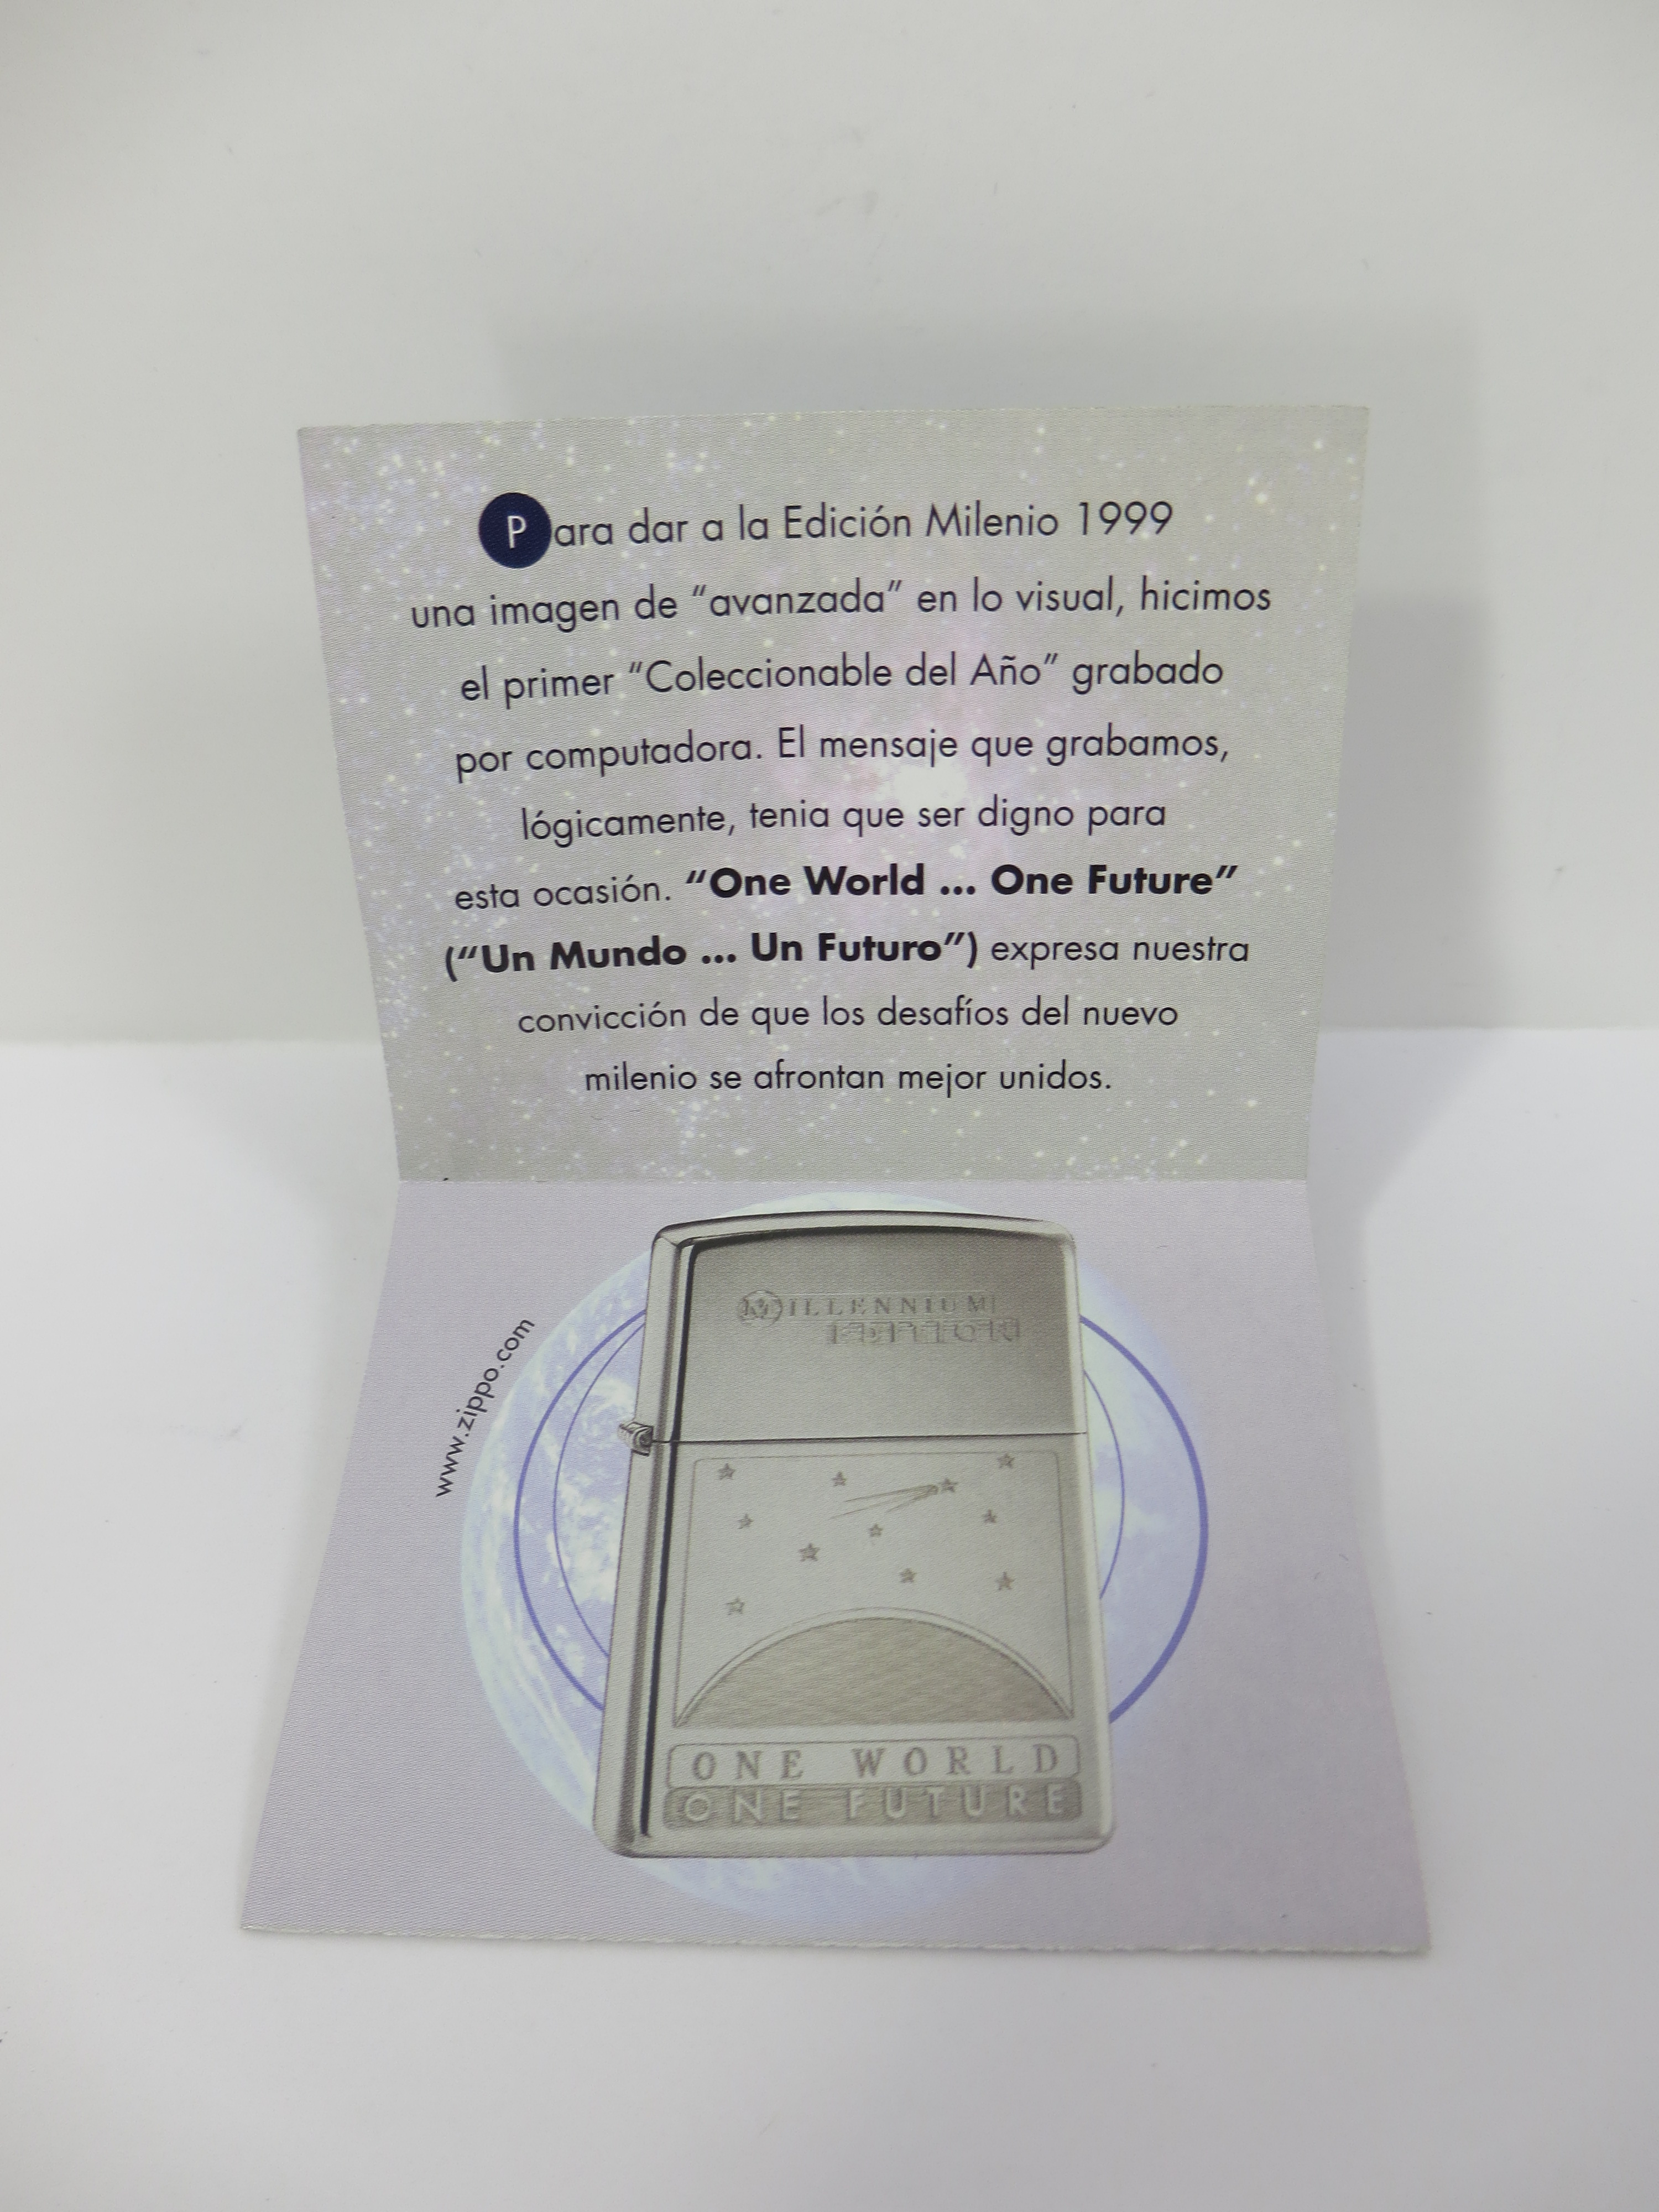 Para dar a la Edición Milenio 1999
una imagen de “avanzada” en lo visual, hicimos
el primer “Coleccionable del Año” grabado
por computadora. El mensaje que grabamos,
lógicamente, tenia que ser digno para
esta ocasión. “One World ... One Future”
(“Un Mundo ... Un Futuro”) expresa nuestra
convicción de que los desafíos del nuevo
milenio se afrontan mejor unidos.
www.zippo.com
MILLENNIUM
EDITION
ONE WORLD
ONE FUTURE